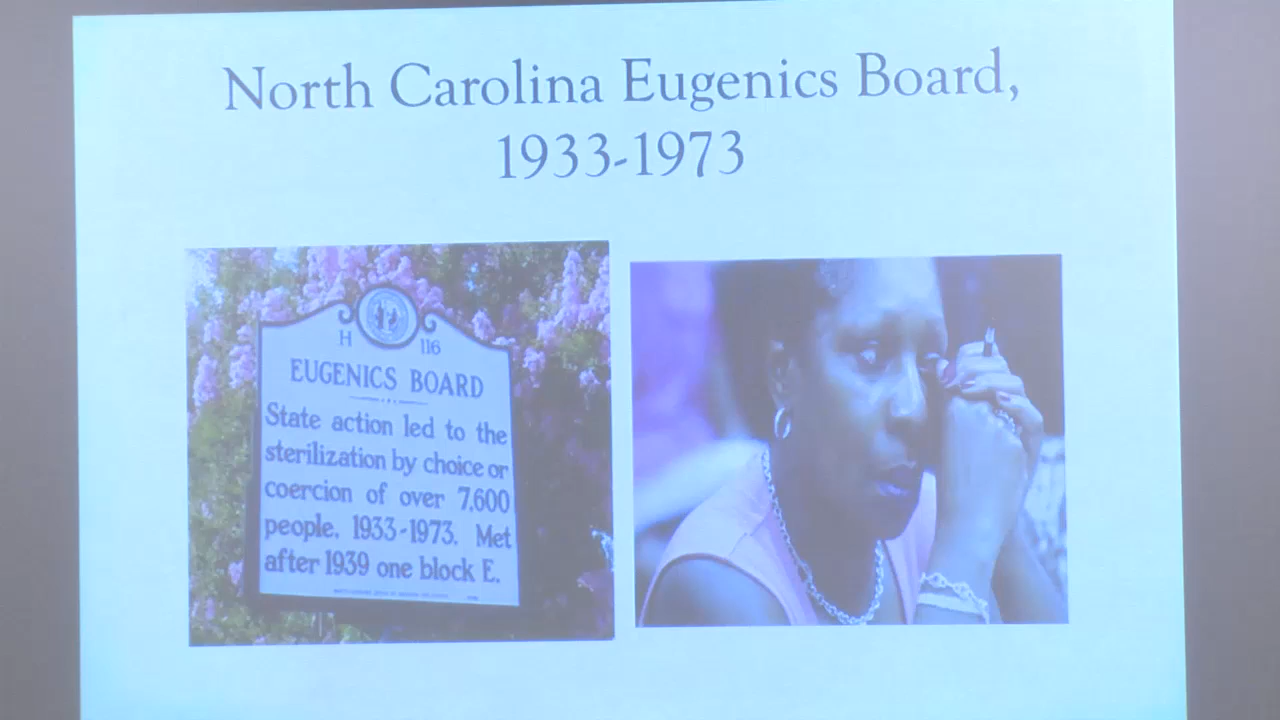 North Carolina Eugenics Board,
1933-1973
H 116
EUGENICS BOARD
State action led to the
sterilization by choice or
coercion of over 7,600
people, 1933-1973. Met
after 1939 one block E.